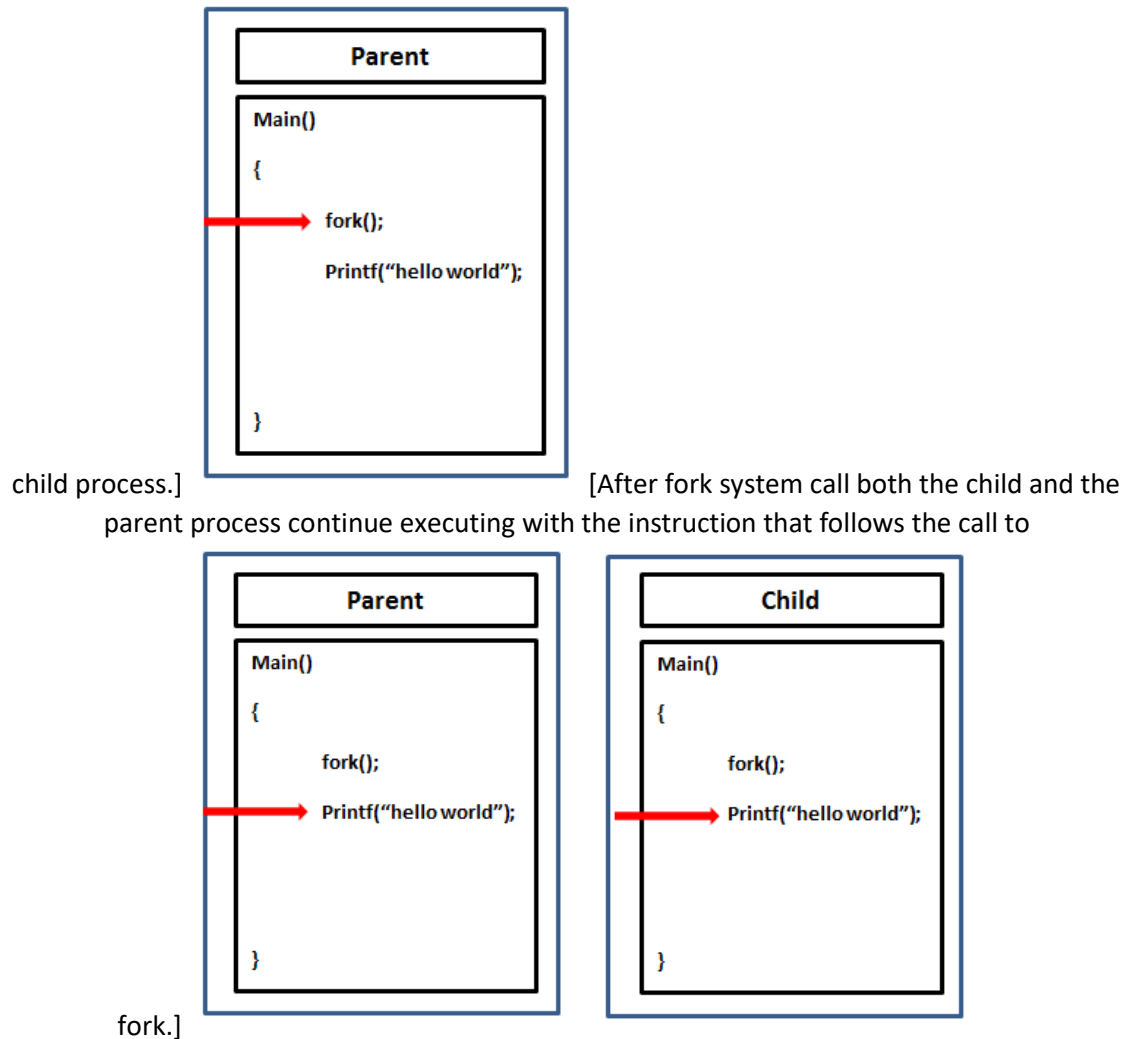 Parent
Main()
{
fork();
Printf(“hello world”);
}
child process.] [After fork system call both the child and the
parent process continue executing with the instruction that follows the call to
Parent
Main()
{
fork();
Printf(“hello world”);
}
Child
Main()
{
fork();
Printf(“hello world”);
}
fork.]